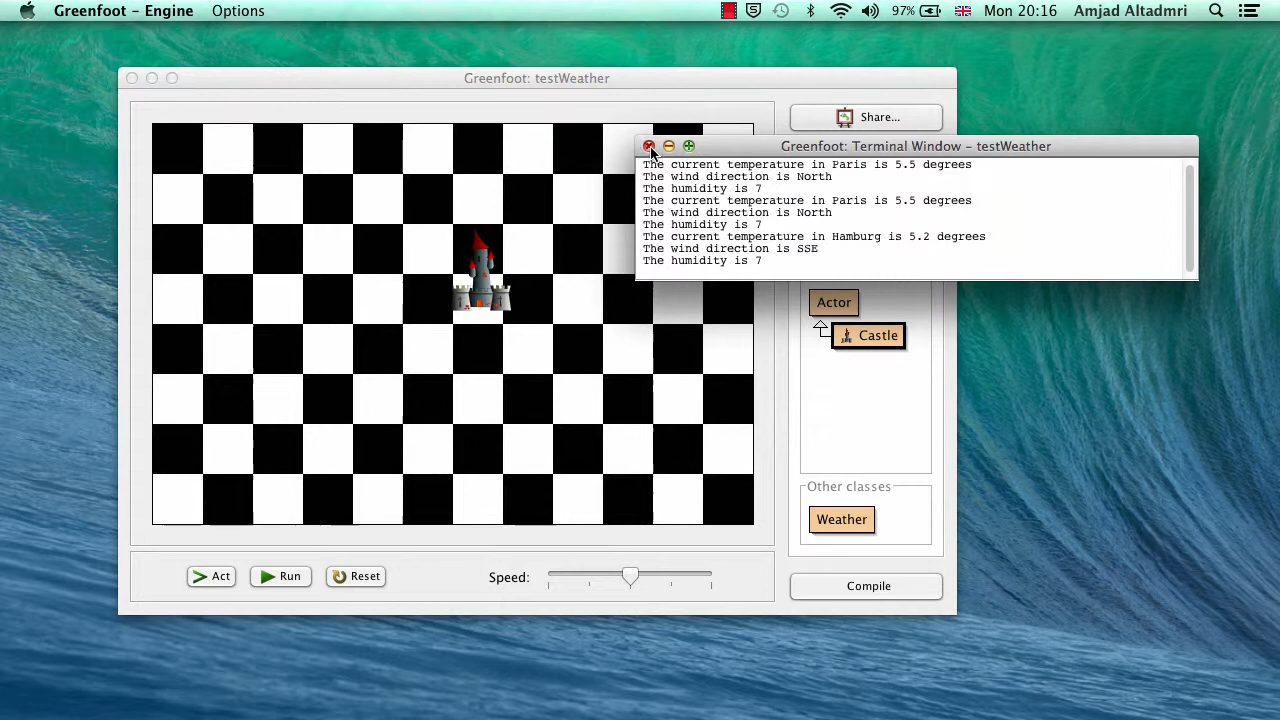 Greenfoot - Engine Options 5 97% Mon 20:16 Amjad Altadmri
Greenfoot: testWeather
Share...
Greenfoot: Terminal Window - testWeather
The current temperature in Paris is 5.5 degrees
The wind direction is North
The humidity is 7
The current temperature in Paris is 5.5 degrees
The wind direction is North
The humidity is 7
The current temperature in Hamburg is 5.2 degrees
The wind direction is SSE
The humidity is 7
Actor
Castle
Other classes
Weather
Act Run Reset Speed:
Compile